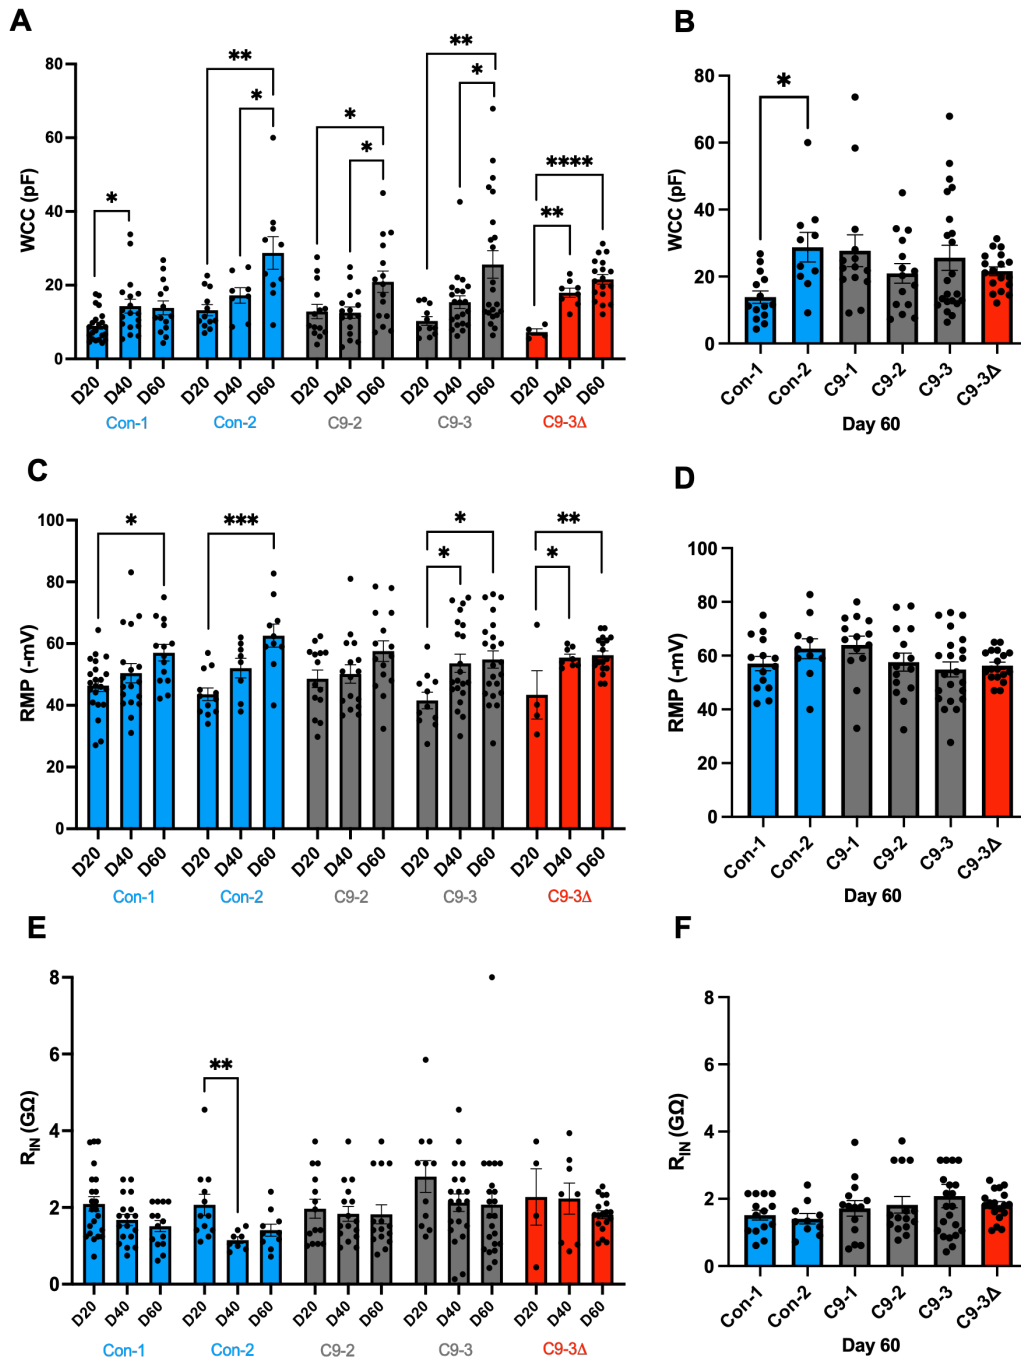 A
WCC (pF)
80
60
40
20
0
*
**
*
*
*
**
*
**
****
D20 D40 D60 D20 D40 D60 D20 D40 D60 D20 D40 D60 D20 D40 D60
Con-1 Con-2 C9-2 C9-3 C9-3Δ
B
WCC (pF)
80
60
40
20
0
*
Con-1 Con-2 C9-1 C9-2 C9-3 C9-3Δ
Day 60
C
RMP (-mV)
100
80
60
40
20
0
*
***
*
*
**
*
D20 D40 D60 D20 D40 D60 D20 D40 D60 D20 D40 D60 D20 D40 D60
Con-1 Con-2 C9-2 C9-3 C9-3Δ
D
RMP (-mV)
100
80
60
40
20
0
Con-1 Con-2 C9-1 C9-2 C9-3 C9-3Δ
Day 60
E
RIN (GΩ)
8
6
4
2
0
**
D20 D40 D60 D20 D40 D60 D20 D40 D60 D20 D40 D60 D20 D40 D60
Con-1 Con-2 C9-2 C9-3 C9-3Δ
F
RIN (GΩ)
8
6
4
2
0
Con-1 Con-2 C9-1 C9-2 C9-3 C9-3Δ
Day 60